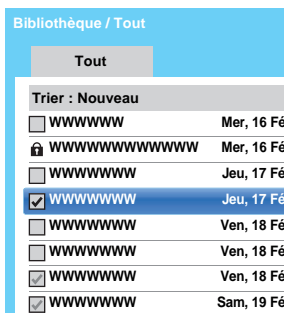 Bibliothèque / Tout
Tout
Trier : Nouveau
WWWWWW Mer, 16 Fé
WWWWWWWWWWWW Mer, 16 Fé
WWWWWWW Jeu, 17 Fé
WWWWWWW Jeu, 17 Fé
WWWWWWW Ven, 18 Fé
WWWWWWW Ven, 18 Fé
WWWWWWW Ven, 18 Fé
WWWWWWW Sam, 19 Fé